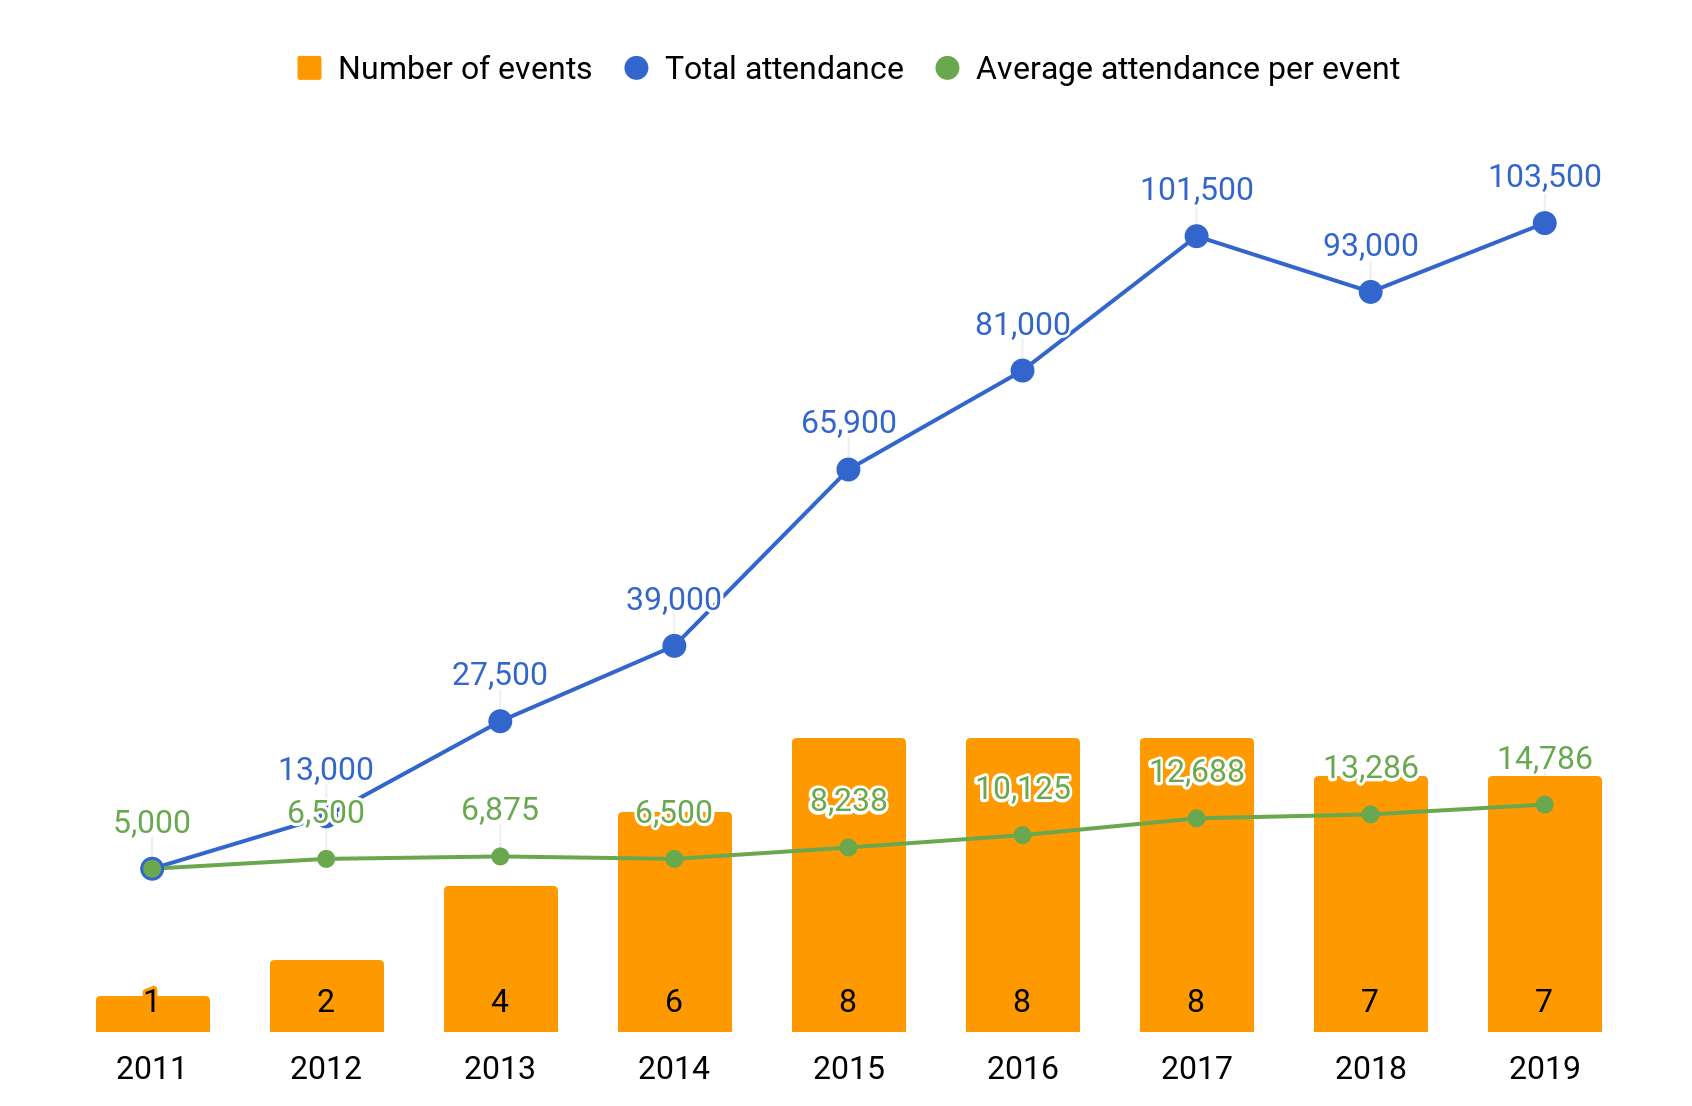 Number of events Total attendance Average attendance per event
103,500
101,500
93,000
81,000
65,900
39,000
27,500
13,000
5,000 6,500 6,875 6,500 8,238 10,125 12,688 13,286 14,786
1 2 4 6 8 8 8 7 7
2011 2012 2013 2014 2015 2016 2017 2018 2019